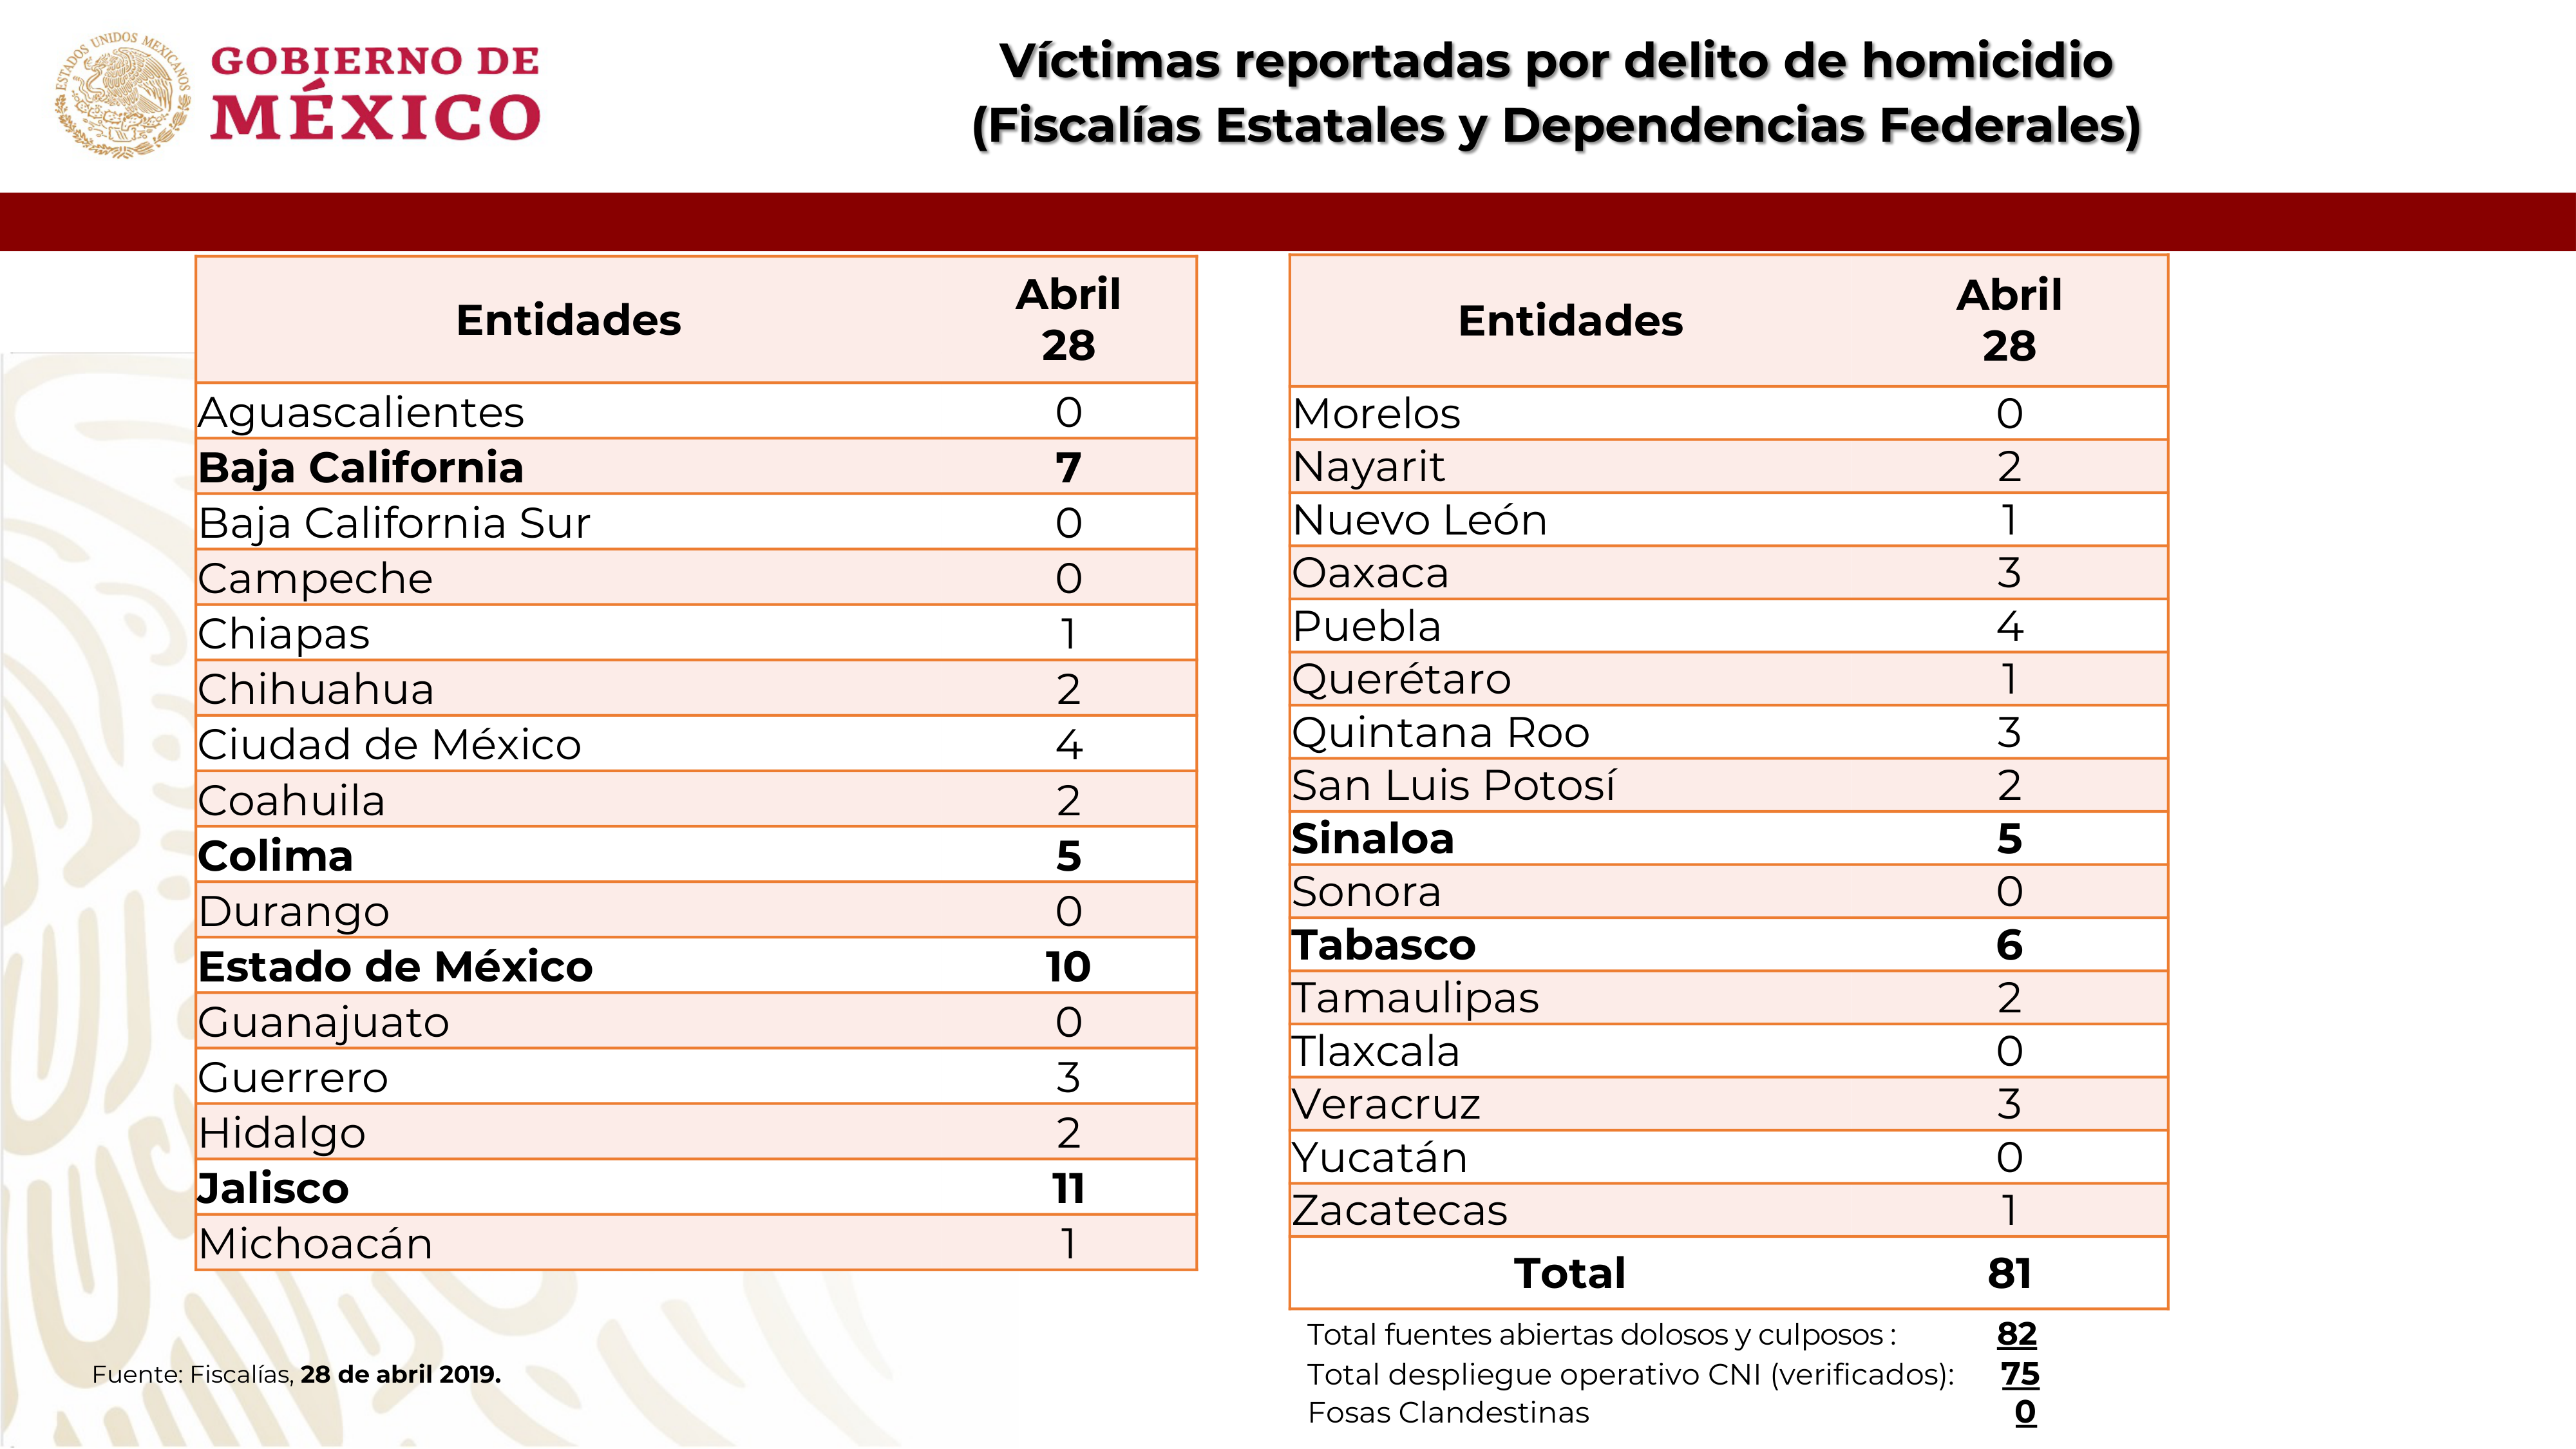 ESTADOS UNIDOS MEXICANOS
GOBIERNO DE
MÉXICO
Víctimas reportadas por delito de homicidio
(Fiscalías Estatales y Dependencias Federales)
Entidades Abril 28
Aguascalientes 0
Baja California 7
Baja California Sur 0
Campeche 0
Chiapas 1
Chihuahua 2
Ciudad de México 4
Coahuila 2
Colima 5
Durango 0
Estado de México 10
Guanajuato 0
Guerrero 3
Hidalgo 2
Jalisco 11
Michoacán 1
Entidades Abril 28
Morelos 0
Nayarit 2
Nuevo León 1
Oaxaca 3
Puebla 4
Querétaro 1
Quintana Roo 3
San Luis Potosí 2
Sinaloa 5
Sonora 0
Tabasco 6
Tamaulipas 2
Tlaxcala 0
Veracruz 3
Yucatán 0
Zacatecas 1
Total 81
Total fuentes abiertas dolosos y culposos : 82
Total despliegue operativo CNI (verificados): 75
Fosas Clandestinas 0
Fuente: Fiscalías, 28 de abril 2019.